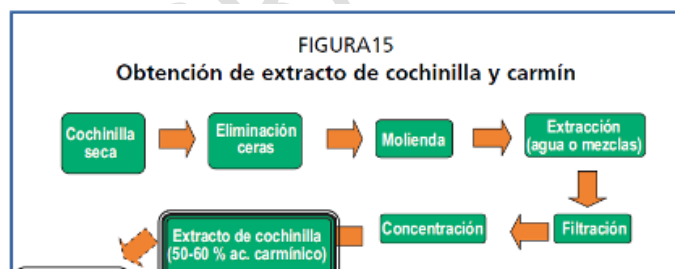 FIGURA15
Obtención de extracto de cochinilla y carmín
Cochinilla
seca
Eliminación
ceras
Molienda
Extracción
(agua o mezclas)
Filtración
Concentración
Extracto de cochinilla
(50-60 % ac. carmínico)